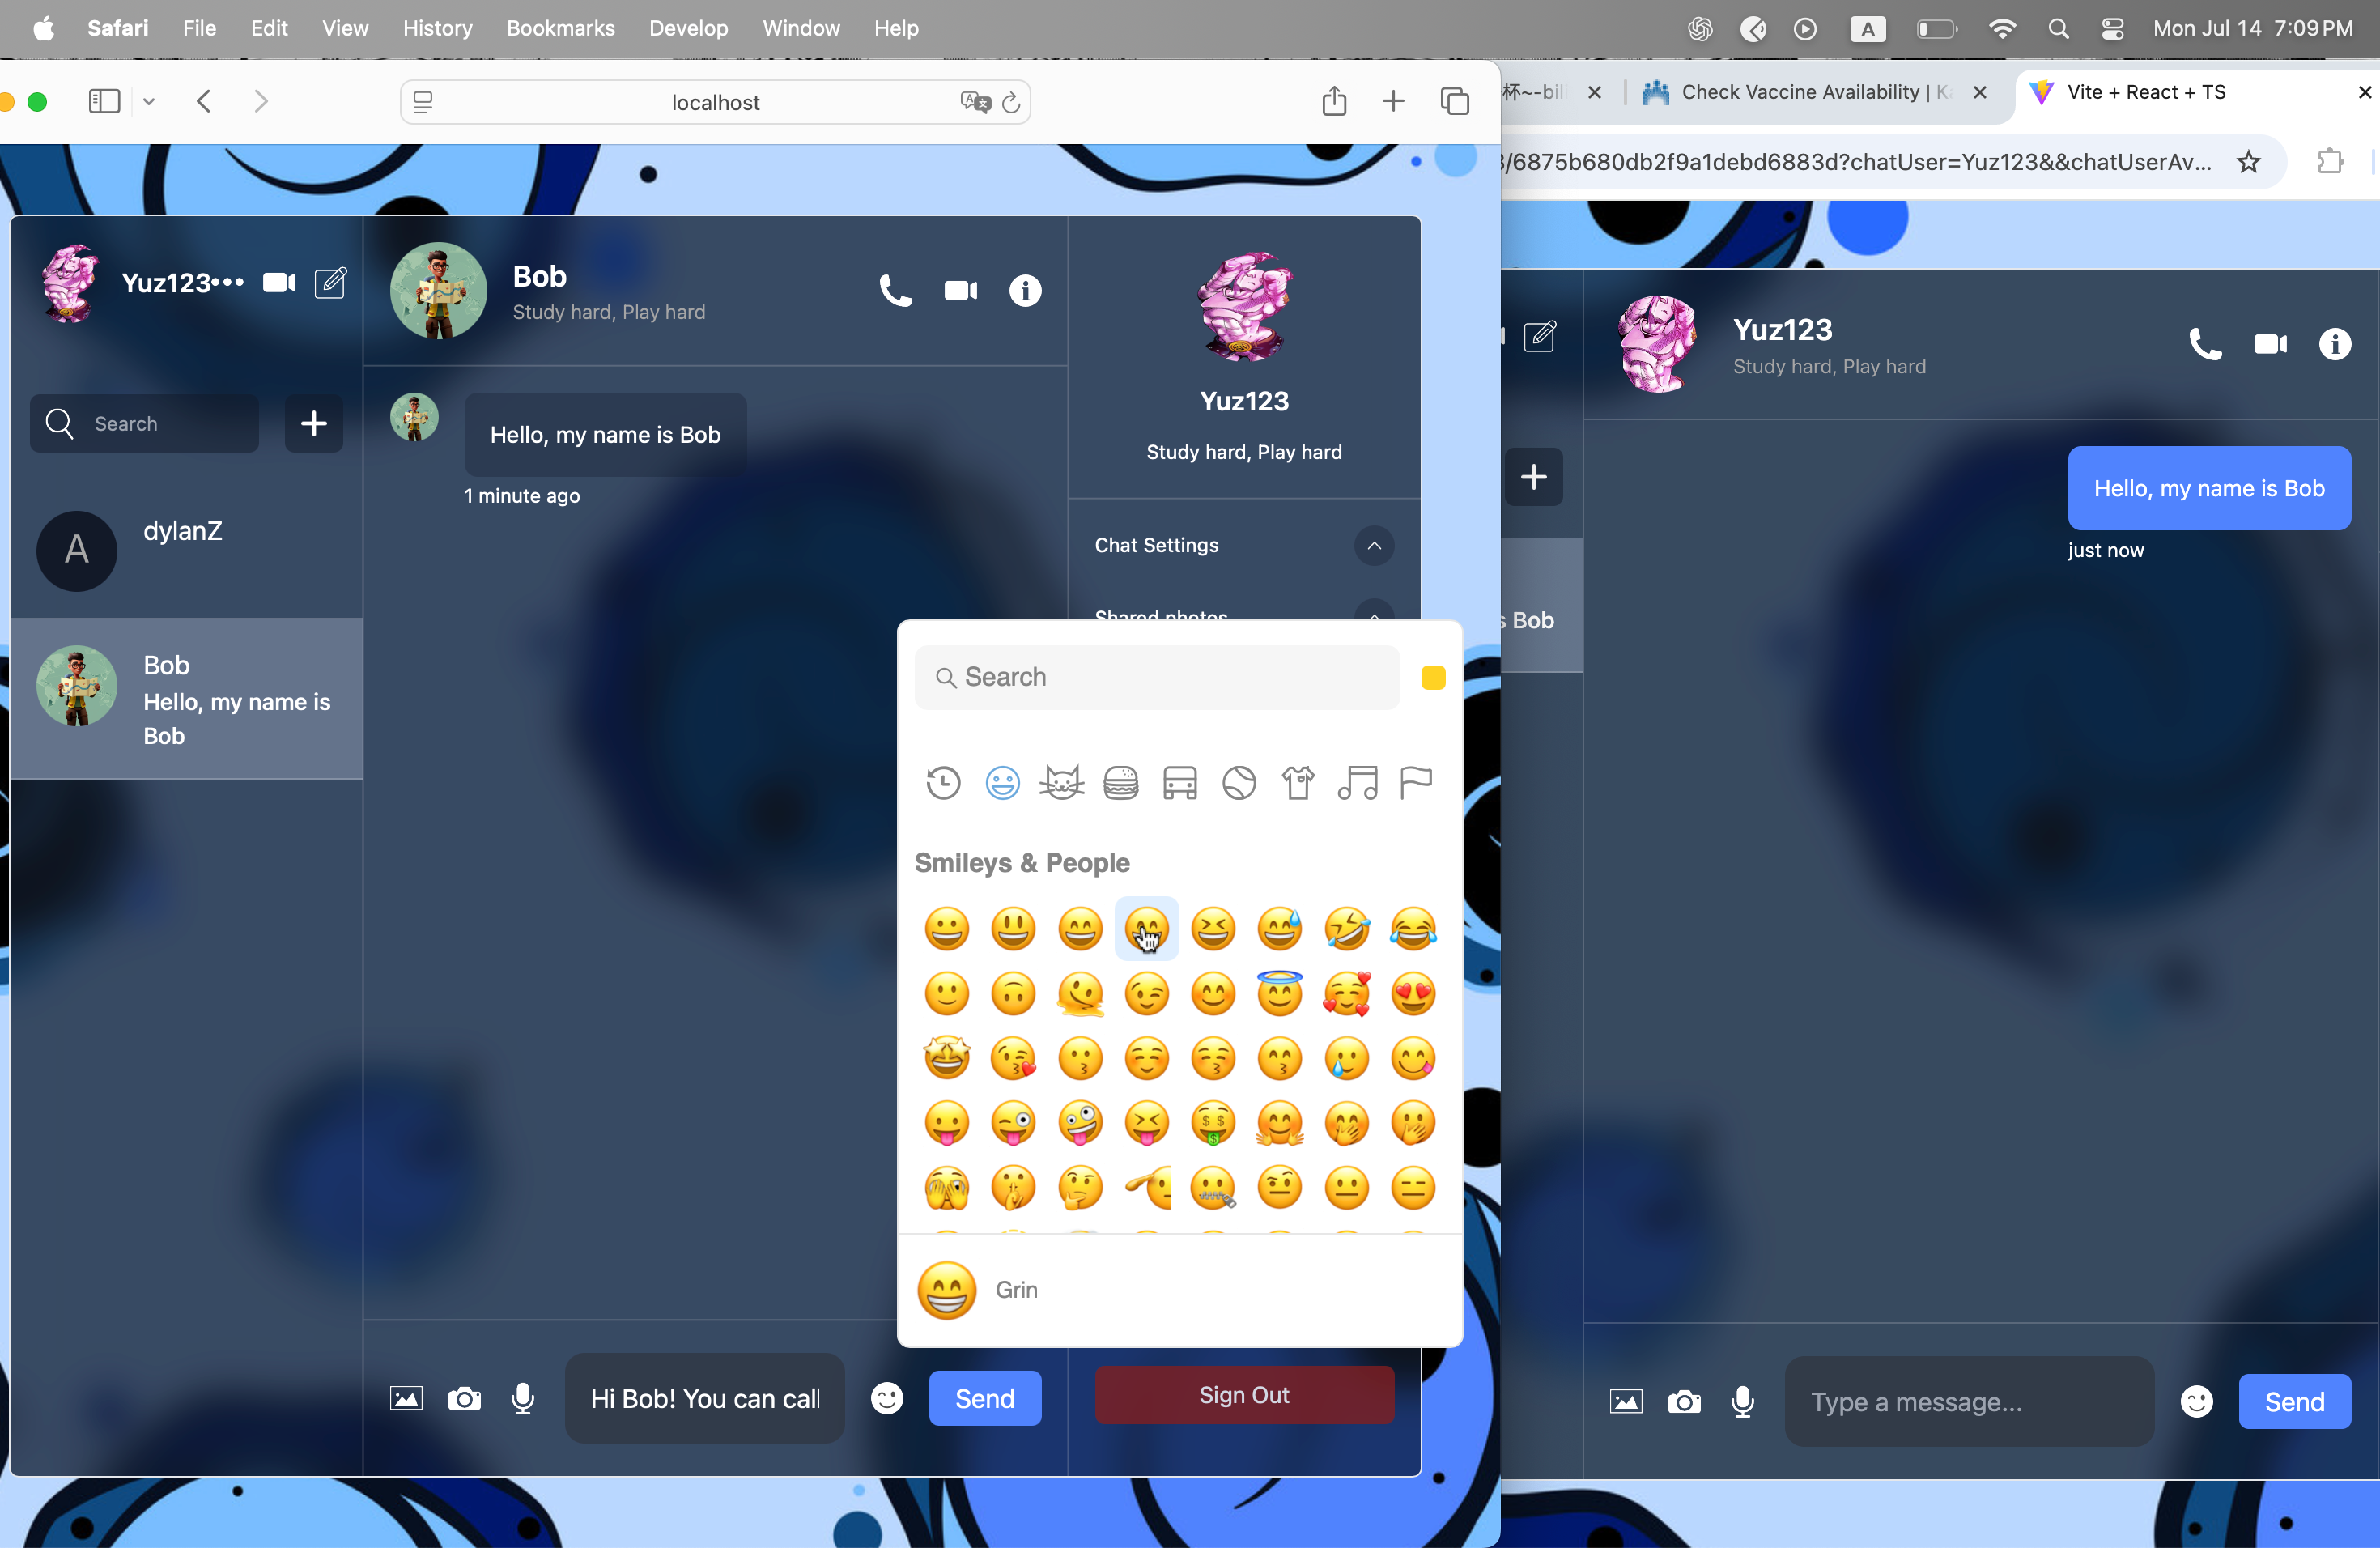 Safari File Edit View History Bookmarks Develop Window Help
A
Mon Jul 14 7:09 PM
localhost
杯~-bili
Check Vaccine Availability | Ka
Vite + React + TS
/6875b680db2f9a1debd6883d?chatUser=Yuz123&&chatUserAv...
Yuz123•••
Search
A
dylanZ
Bob
Hello, my name is
Bob
Bob
Study hard, Play hard
Hello, my name is Bob
1 minute ago
Yuz123
Study hard, Play hard
Chat Settings
Shared photos
Search
Smileys & People
Grin
Hi Bob! You can call
Send
Sign Out
s Bob
Yuz123
Study hard, Play hard
Hello, my name is Bob
just now
Type a message...
Send